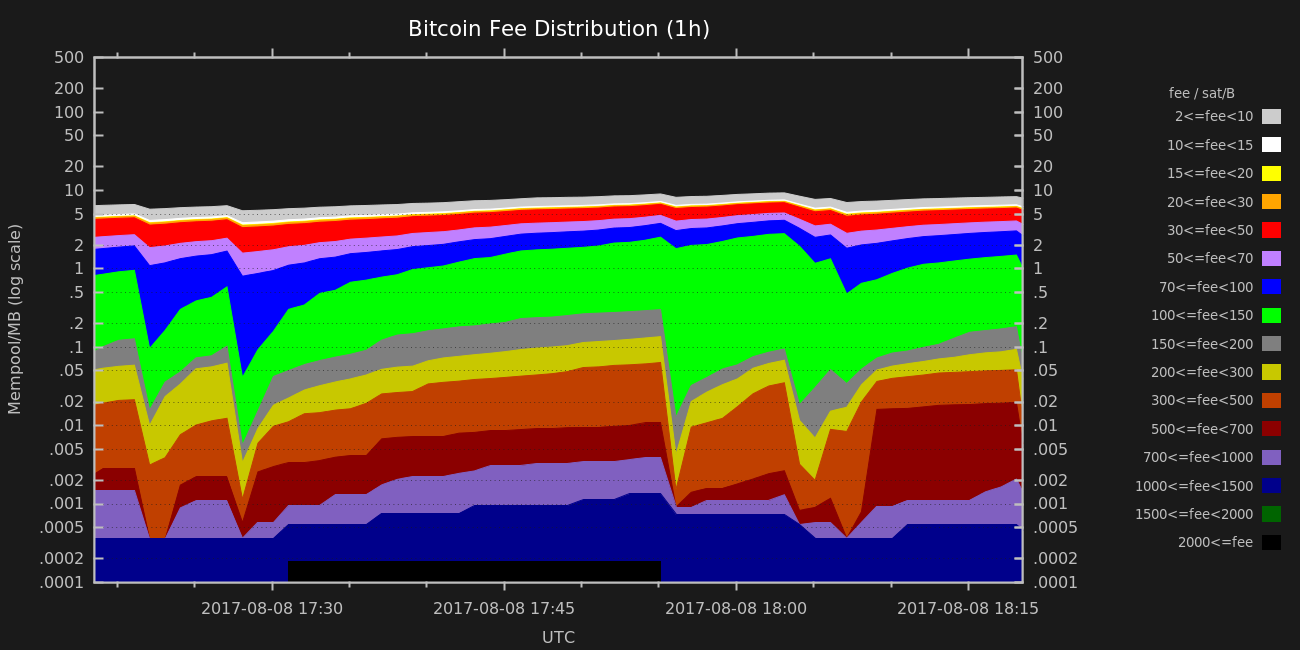 Bitcoin Fee Distribution (1h)
Mempool/MB (log scale)
500
200
100
50
20
10
5
2
1
.5
.2
.1
.05
.02
.01
.005
.002
.001
.0005
.0002
.0001
500
200
100
50
20
10
5
2
1
.5
.2
.1
.05
.02
.01
.005
.002
.001
.0005
.0002
.0001
fee / sat/B
2<=fee<10
10<=fee<15
15<=fee<20
20<=fee<30
30<=fee<50
50<=fee<70
70<=fee<100
100<=fee<150
150<=fee<200
200<=fee<300
300<=fee<500
500<=fee<700
700<=fee<1000
1000<=fee<1500
1500<=fee<2000
2000<=fee
2017-08-08 17:30
2017-08-08 17:45
2017-08-08 18:00
2017-08-08 18:15
UTC